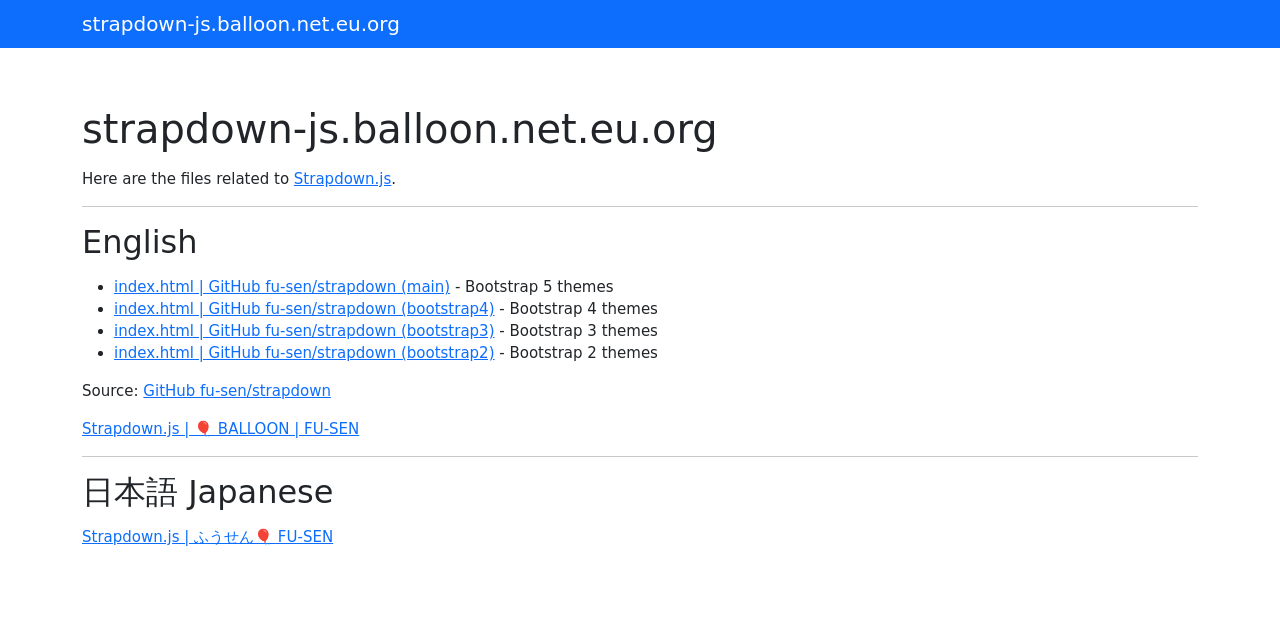 strapdown-js.balloon.net.eu.org
strapdown-js.balloon.net.eu.org
Here are the files related to Strapdown.js.
English
index.html | GitHub fu-sen/strapdown (main) - Bootstrap 5 themes
index.html | GitHub fu-sen/strapdown (bootstrap4) - Bootstrap 4 themes
index.html | GitHub fu-sen/strapdown (bootstrap3) - Bootstrap 3 themes
index.html | GitHub fu-sen/strapdown (bootstrap2) - Bootstrap 2 themes
Source: GitHub fu-sen/strapdown
Strapdown.js | 🎈 BALLOON | FU-SEN
日本語 Japanese
Strapdown.js | ふうせん🎈 FU-SEN